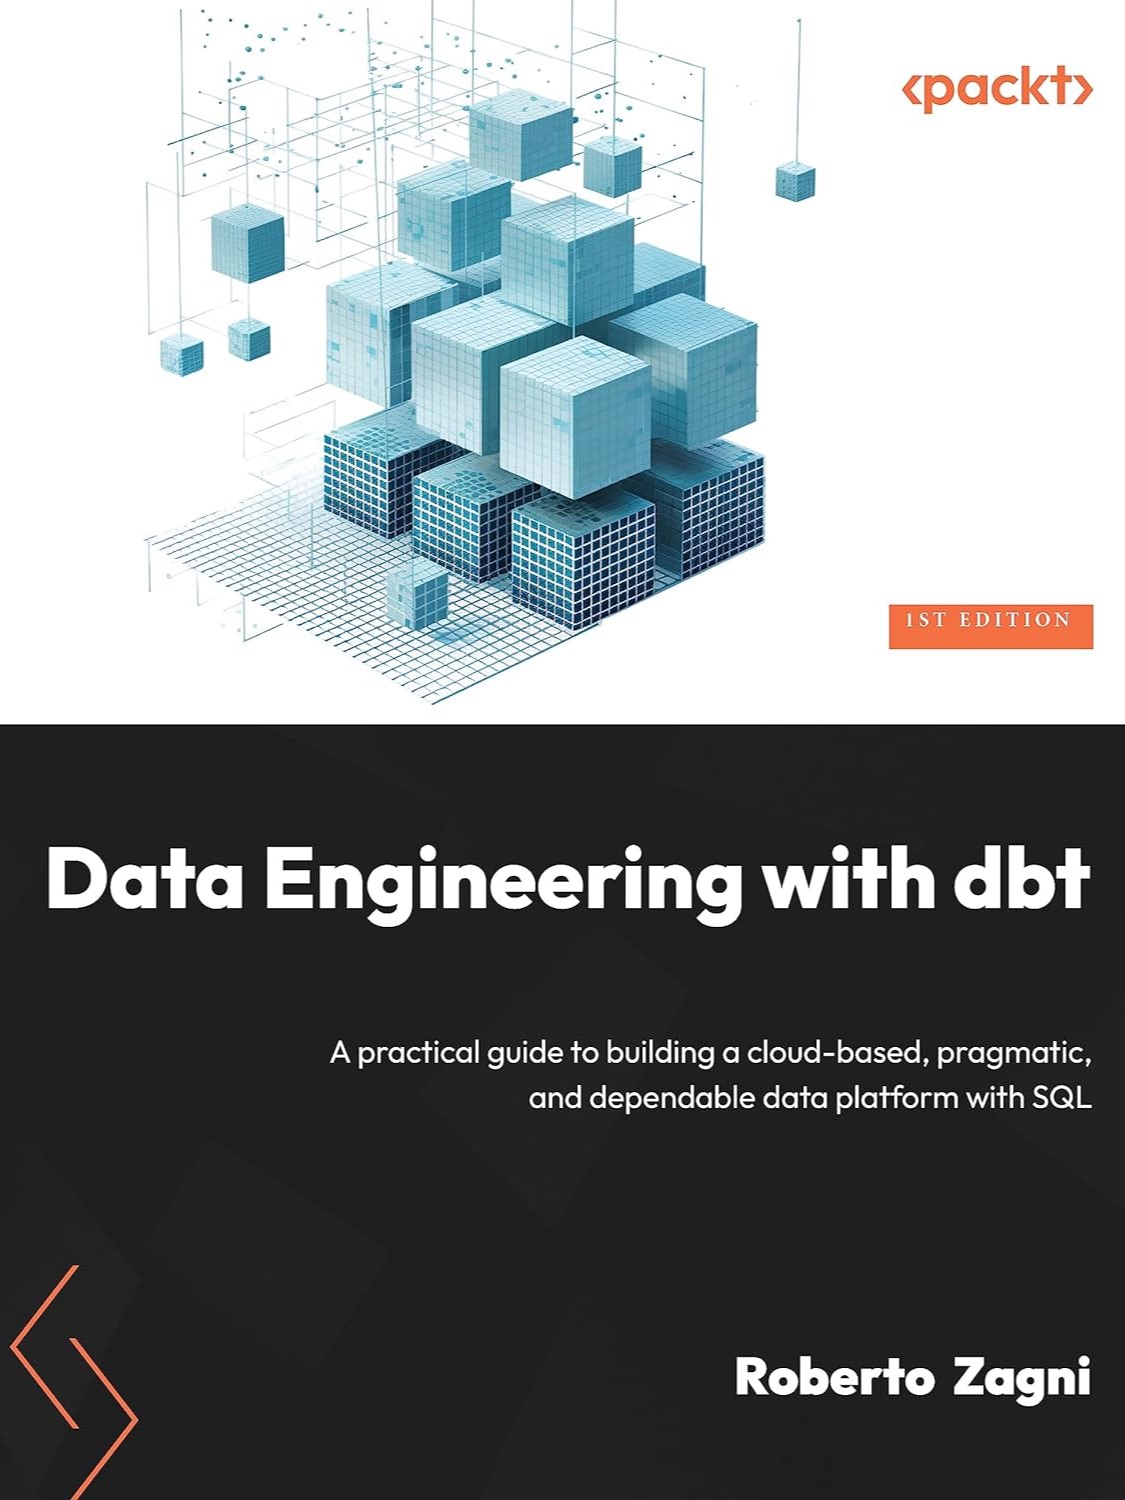 <packt>
1ST EDITION
Data Engineering with dbt
A practical guide to building a cloud-based, pragmatic,
and dependable data platform with SQL
Roberto Zagni